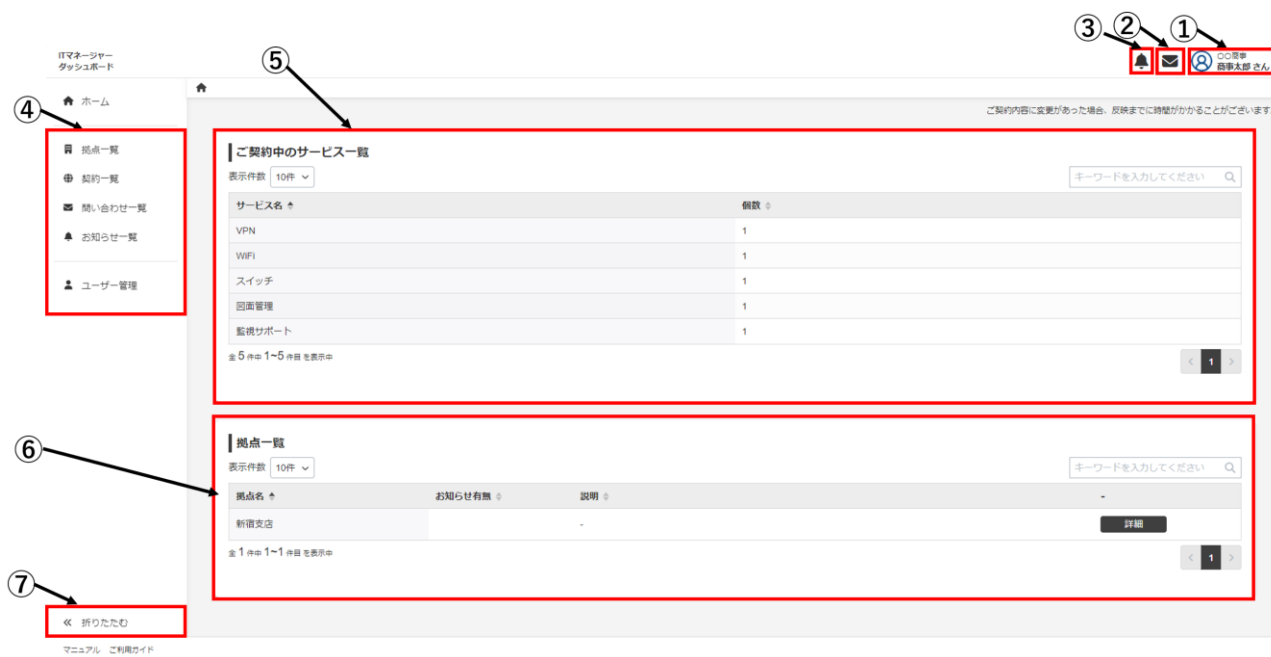 ③ ② ①
ITマネージャー
ダッシュボード
⑤
〇〇商事
商事太郎 さん
④
ホーム
ご契約内容に変更があった場合、反映までに時間がかかることがございます
拠点一覧
契約一覧
問い合わせ一覧
お知らせ一覧
ユーザー管理
ご契約中のサービス一覧
表示件数 10件
キーワードを入力してください
サービス名 個数
VPN 1
WiFi 1
スイッチ 1
図面管理 1
監視サポート 1
全 5 件中 1~5 件目 を表示中
< 1 >
⑥
拠点一覧
表示件数 10件
キーワードを入力してください
拠点名 お知らせ有無 説明 -
新宿支店 - 詳細
全 1 件中 1~1 件目 を表示中
< 1 >
⑦
折りたたむ
マニュアル ご利用ガイド